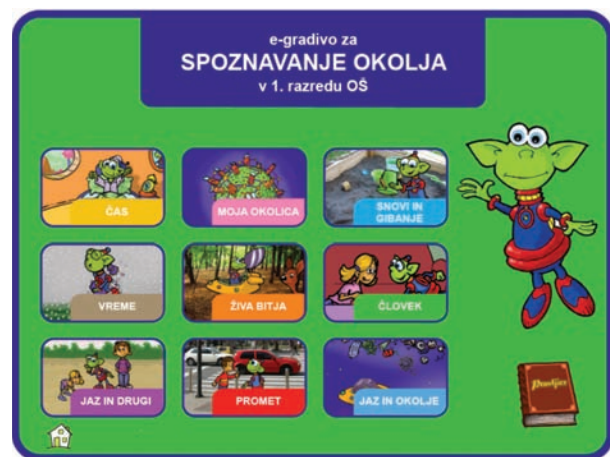 e-gradivo za
SPOZNAVANJE OKOLJA
v 1. razredu OŠ
ČAS
MOJA OKOLICA
SNOVI IN
GIBANJE
VREME
ŽIVA BITJA
ČLOVEK
JAZ IN DRUGI
PROMET
JAZ IN OKOLJE